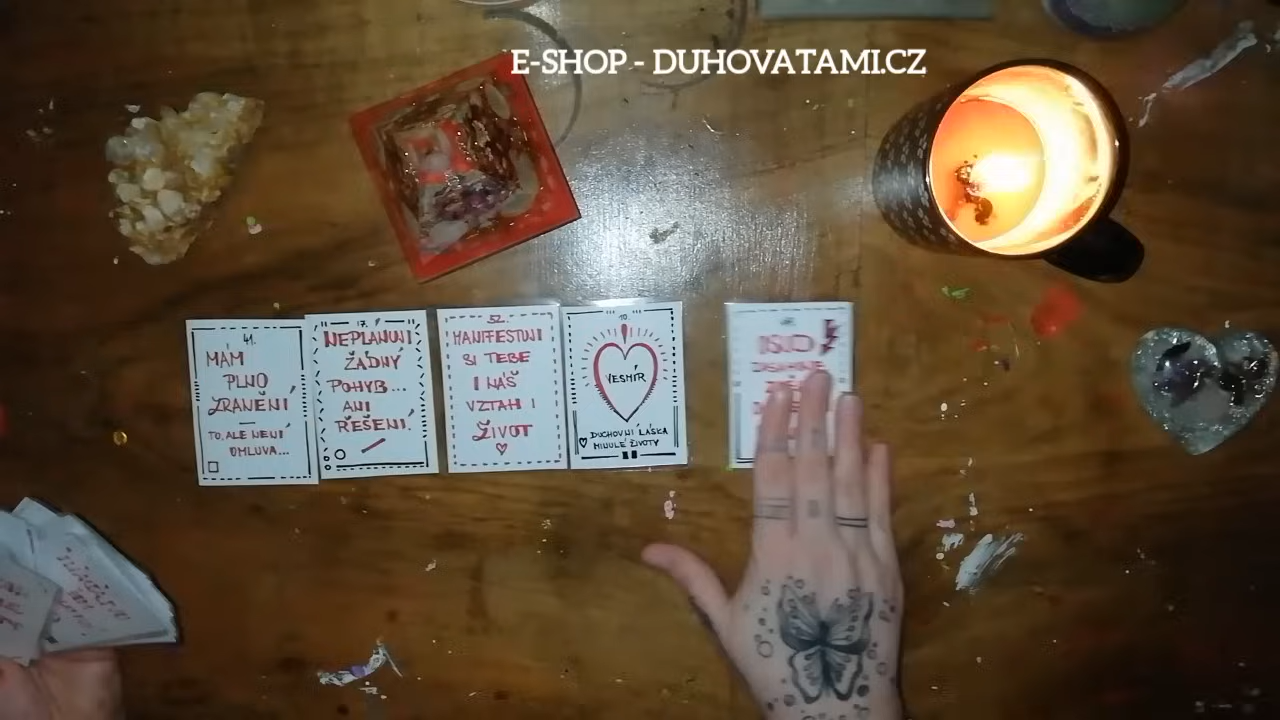 E-SHOP - DUHOVATAMI.CZ
41.
MÁM
PLNO
ZRANĚNÍ
TO, ALE NENÍ
OMLUVA...
17.
NEPLÁNUJI
ŽÁDNÝ
POHYB...
ANI
ŘEŠENÍ.
52.
MANIFESTUJI
SI TEBE
I NÁŠ
VZTAH I
ŽIVOT
10.
VESMÍR
DUCHOVNÍ LÁSKA
MINULÉ ŽIVOTY
OSUD